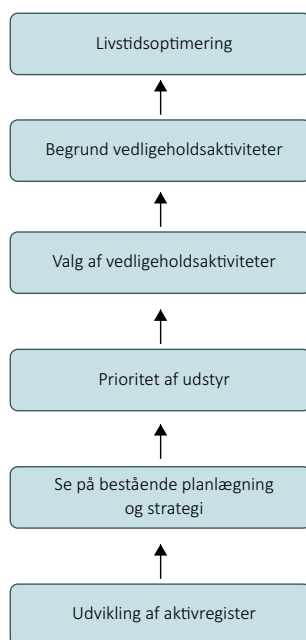 Livstidsoptimering
Begrund vedligeholdsaktiviteter
Valg af vedligeholdsaktiviteter
Prioritet af udstyr
Se på bestående planlægning
og strategi
Udvikling af aktivregister